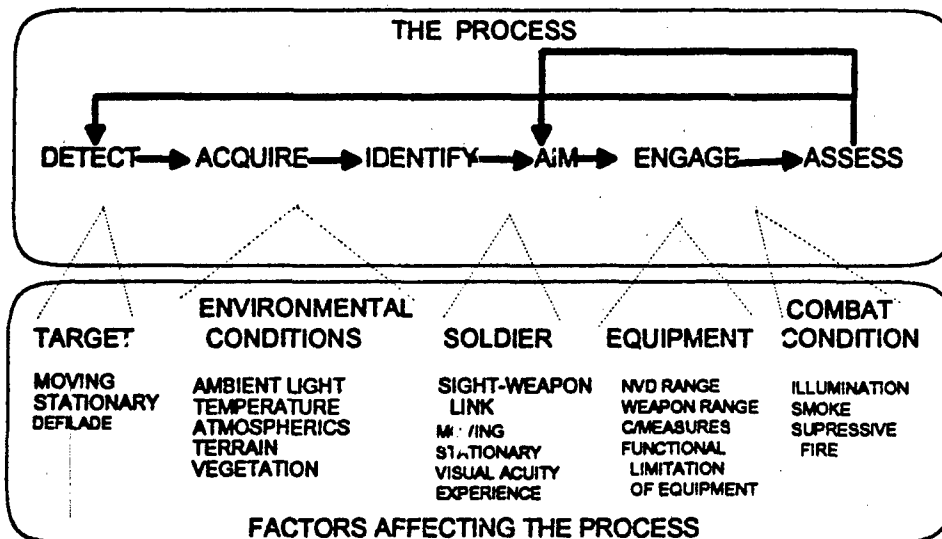 THE PROCESS
DETECT ACQUIRE IDENTIFY AIM ENGAGE ASSESS
TARGET
MOVING
STATIONARY
DEFILADE
ENVIRONMENTAL
CONDITIONS
AMBIENT LIGHT
TEMPERATURE
ATMOSPHERICS
TERRAIN
VEGETATION
SOLDIER
SIGHT-WEAPON
LINK
MOVING
STATIONARY
VISUAL ACUITY
EXPERIENCE
EQUIPMENT
NVD RANGE
WEAPON RANGE
C/MEASURES
FUNCTIONAL
LIMITATION
OF EQUIPMENT
COMBAT
CONDITION
ILLUMINATION
SMOKE
SUPRESSIVE
FIRE
FACTORS AFFECTING THE PROCESS